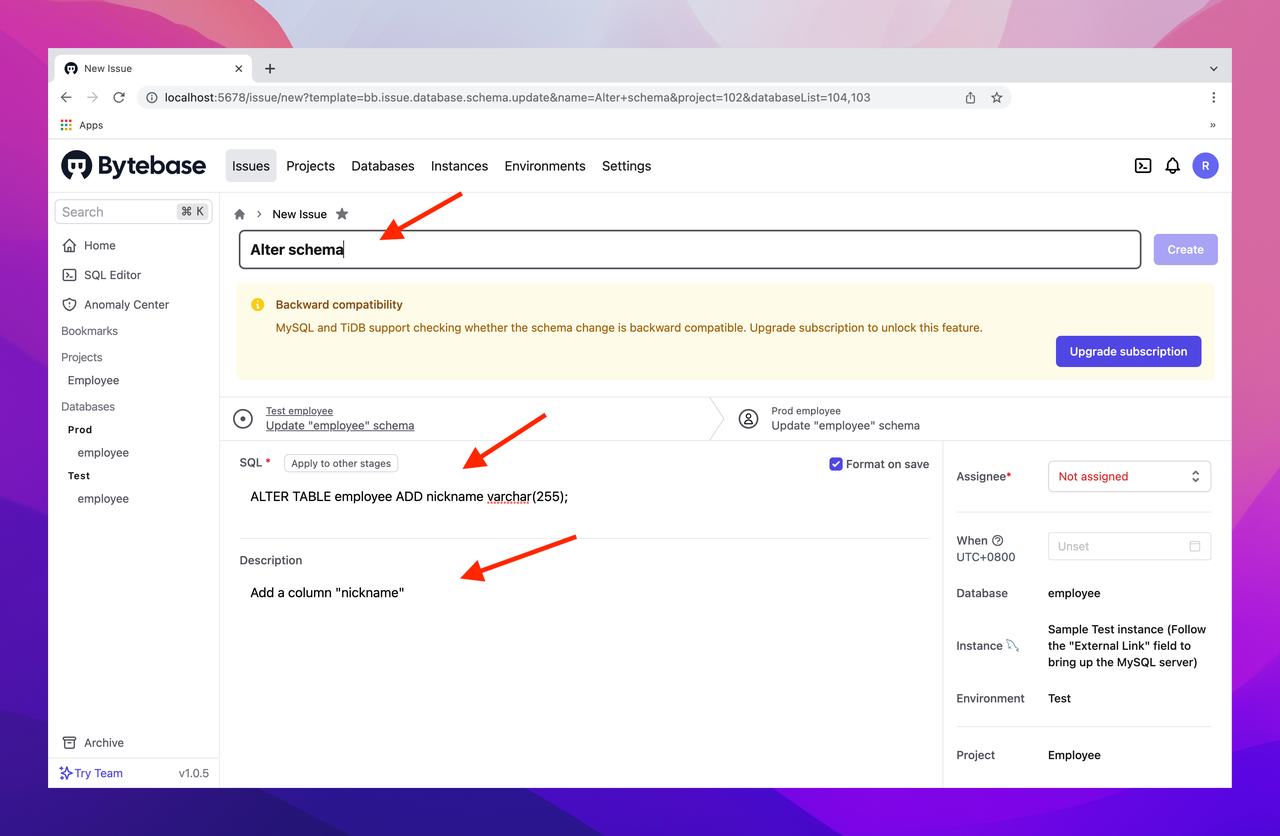 New Issue
localhost:5678/issue/new?template=bb.issue.database.schema.update&name=Alter+schema&project=102&databaseList=104,103
Apps
»
Bytebase
Issues Projects Databases Instances Environments Settings
R
Search ⌘ K
Home
SQL Editor
Anomaly Center
Bookmarks
Projects
Employee
Databases
Prod
employee
Test
employee
Archive
Try Team v1.0.5
New Issue
Alter schema
Create
Backward compatibility
MySQL and TiDB support checking whether the schema change is backward compatible. Upgrade subscription to unlock this feature.
Upgrade subscription
Test employee
Update "employee" schema
Prod employee
Update "employee" schema
SQL * Apply to other stages Format on save
ALTER TABLE employee ADD nickname varchar(255);
Description
Add a column "nickname"
Assignee* Not assigned
When Unset
UTC+0800
Database employee
Instance Sample Test instance (Follow
the "External Link" field to
bring up the MySQL server)
Environment Test
Project Employee